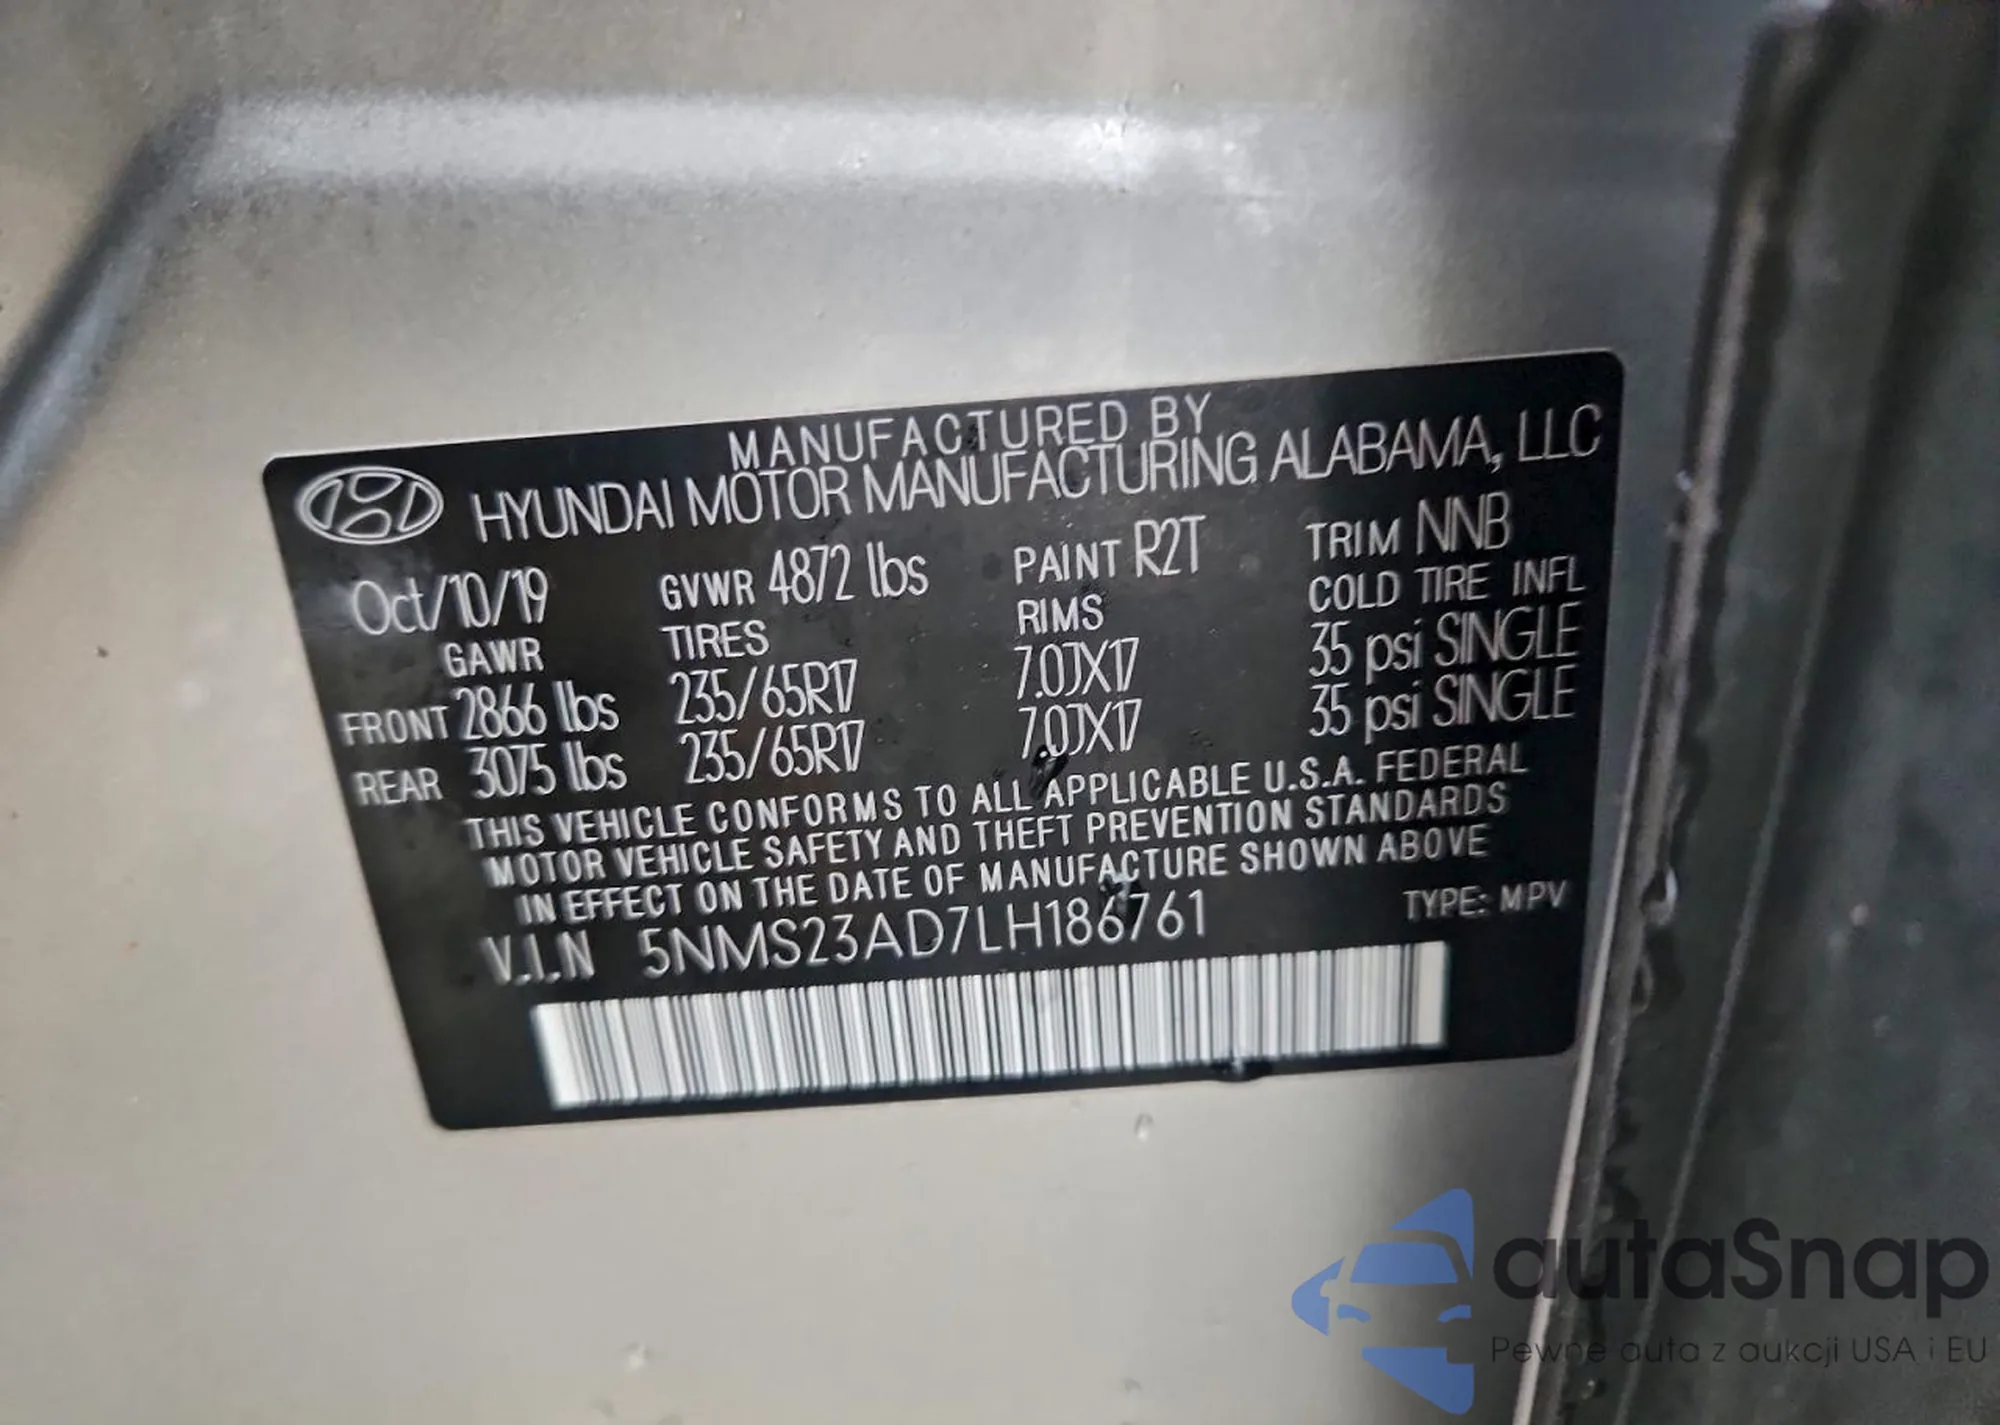 MANUFACTURED BY
HYUNDAI MOTOR MANUFACTURING ALABAMA, LLC
Oct/10/19 GVWR 4872 lbs PAINT R2T TRIM NNB
GAWR TIRES RIMS COLD TIRE INFL
FRONT 2866 lbs 235/65R17 7.0JX17 35 psi SINGLE
REAR 3075 lbs 235/65R17 7.0JX17 35 psi SINGLE
THIS VEHICLE CONFORMS TO ALL APPLICABLE U.S.A. FEDERAL
MOTOR VEHICLE SAFETY AND THEFT PREVENTION STANDARDS
IN EFFECT ON THE DATE OF MANUFACTURE SHOWN ABOVE
V.I.N 5NMS23AD7LH186761 TYPE: MPV
autaSnap
Pewne auta z aukcji USA i EU